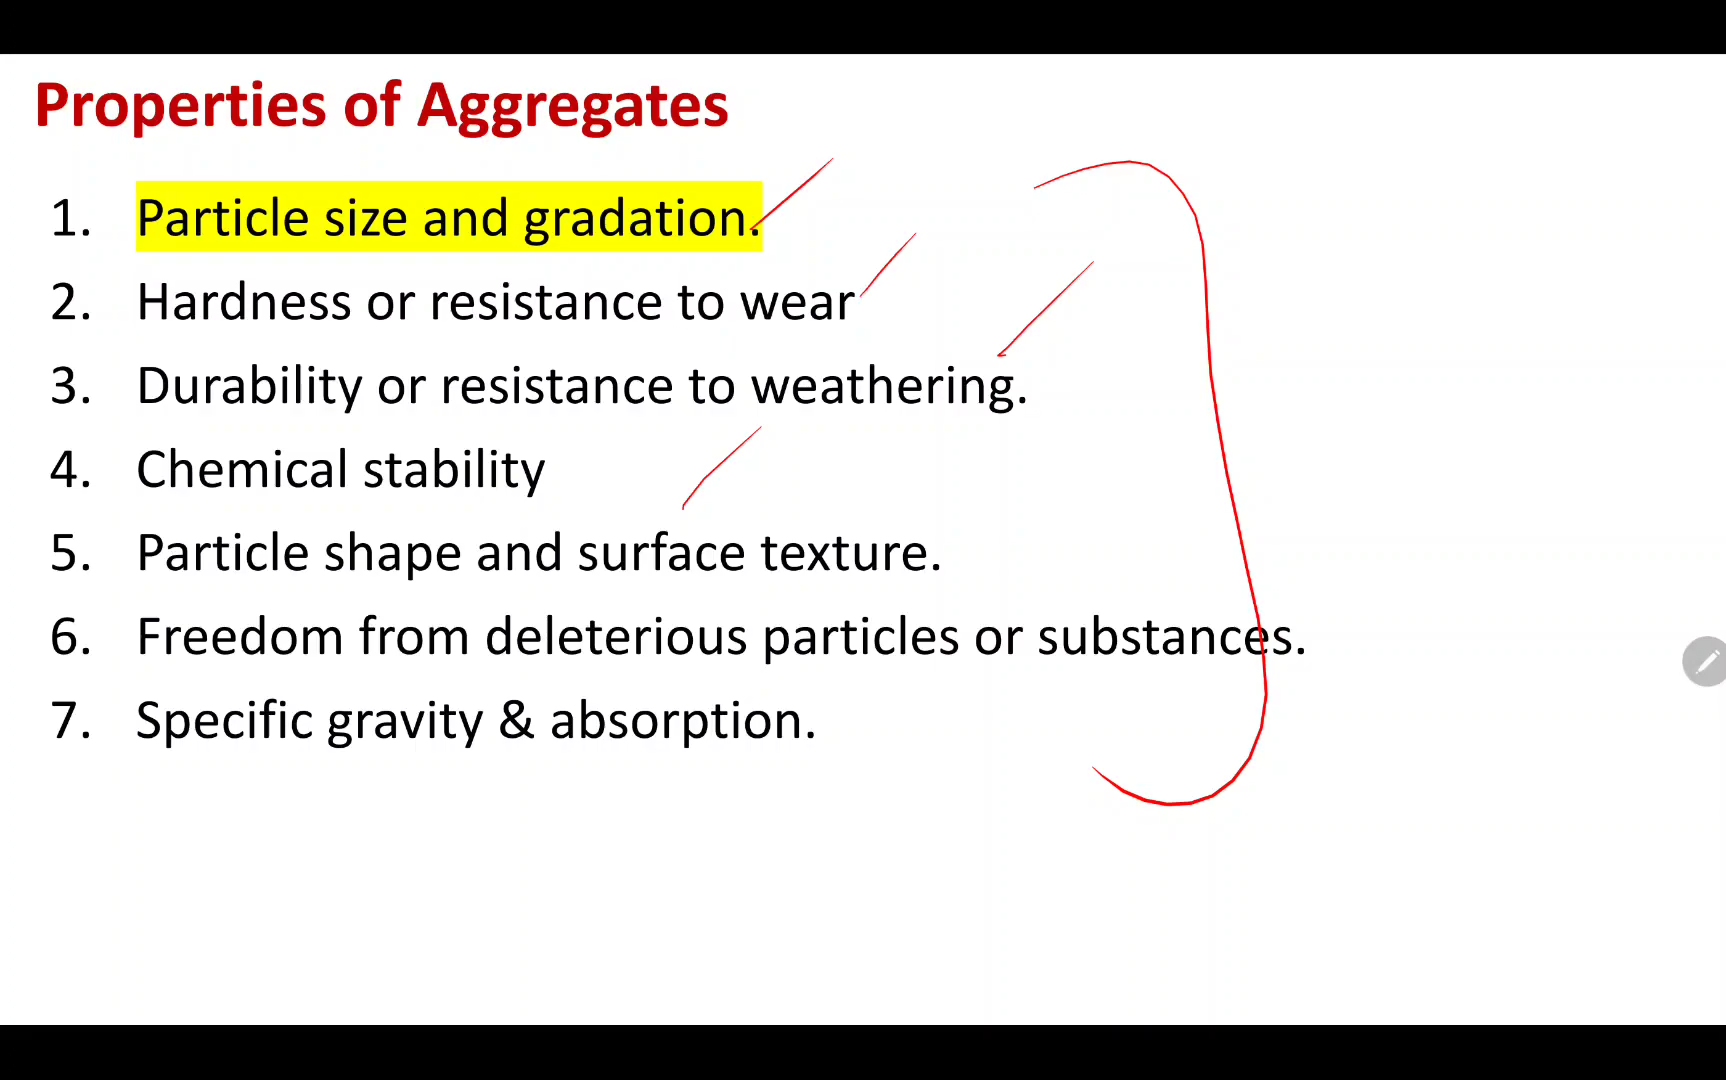 Properties of Aggregates
1. Particle size and gradation.
2. Hardness or resistance to wear
3. Durability or resistance to weathering.
4. Chemical stability
5. Particle shape and surface texture.
6. Freedom from deleterious particles or substances.
7. Specific gravity & absorption.